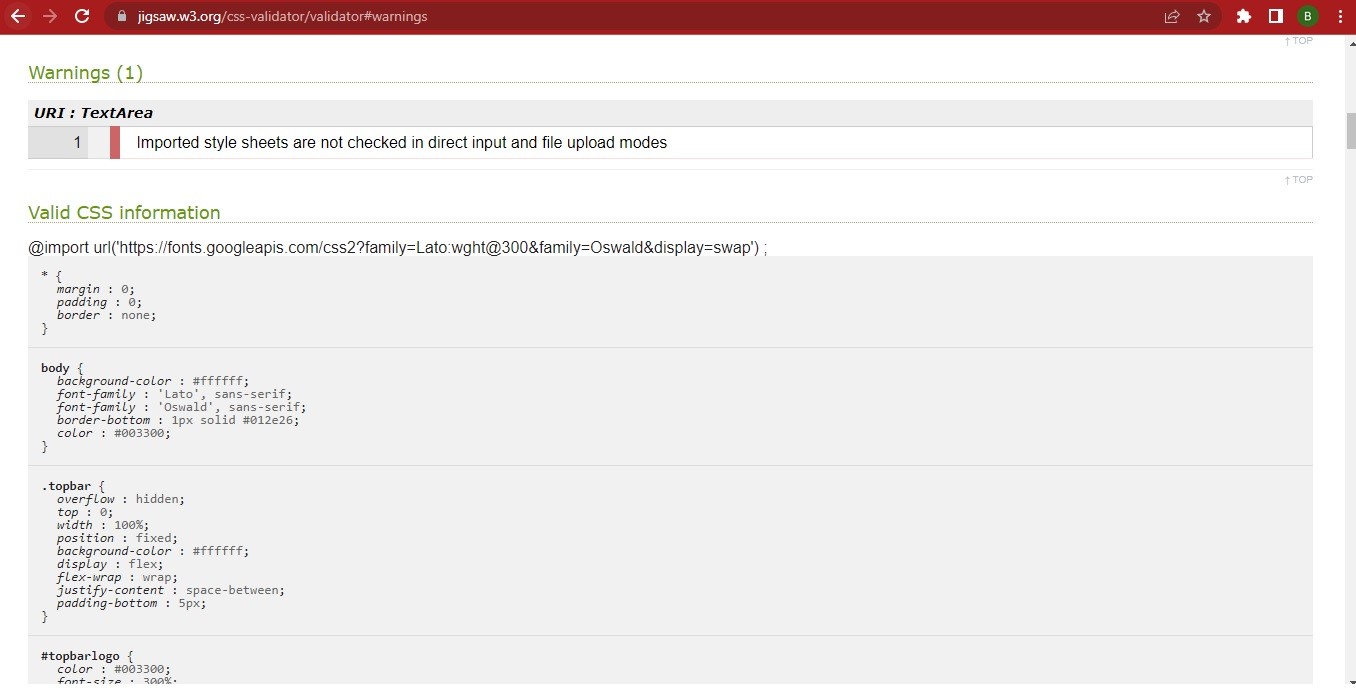 jigsaw.w3.org/css-validator/validator#warnings
B
↑ TOP
Warnings (1)
URI : TextArea
1 Imported style sheets are not checked in direct input and file upload modes
↑ TOP
Valid CSS information
@import url('https://fonts.googleapis.com/css2?family=Lato:wght@300&family=Oswald&display=swap') ;
* {
margin : 0;
padding : 0;
border : none;
}
body {
background-color : #ffffff;
font-family : 'Lato', sans-serif;
font-family : 'Oswald', sans-serif;
border-bottom : 1px solid #012e26;
color : #003300;
}
.topbar {
overflow : hidden;
top : 0;
width : 100%;
position : fixed;
background-color : #ffffff;
display : flex;
flex-wrap : wrap;
justify-content : space-between;
padding-bottom : 5px;
}
#topbarlogo {
color : #003300;
font-size : 300%;